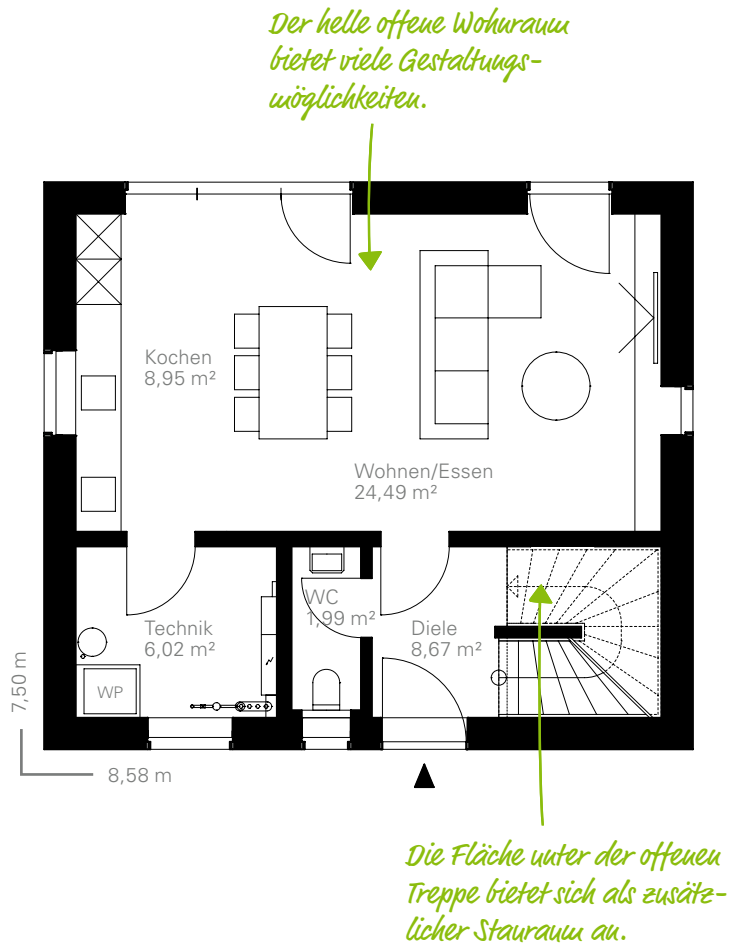 Der helle offene Wohnraum
bietet viele Gestaltungs-
möglichkeiten.
Kochen
8,95 m²
Wohnen/Essen
24,49 m²
WC
1,99 m²
Technik
6,02 m²
Diele
8,67 m²
WP
7,50 m
8,58 m
Die Fläche unter der offenen
Treppe bietet sich als zusätz-
licher Stauraum an.